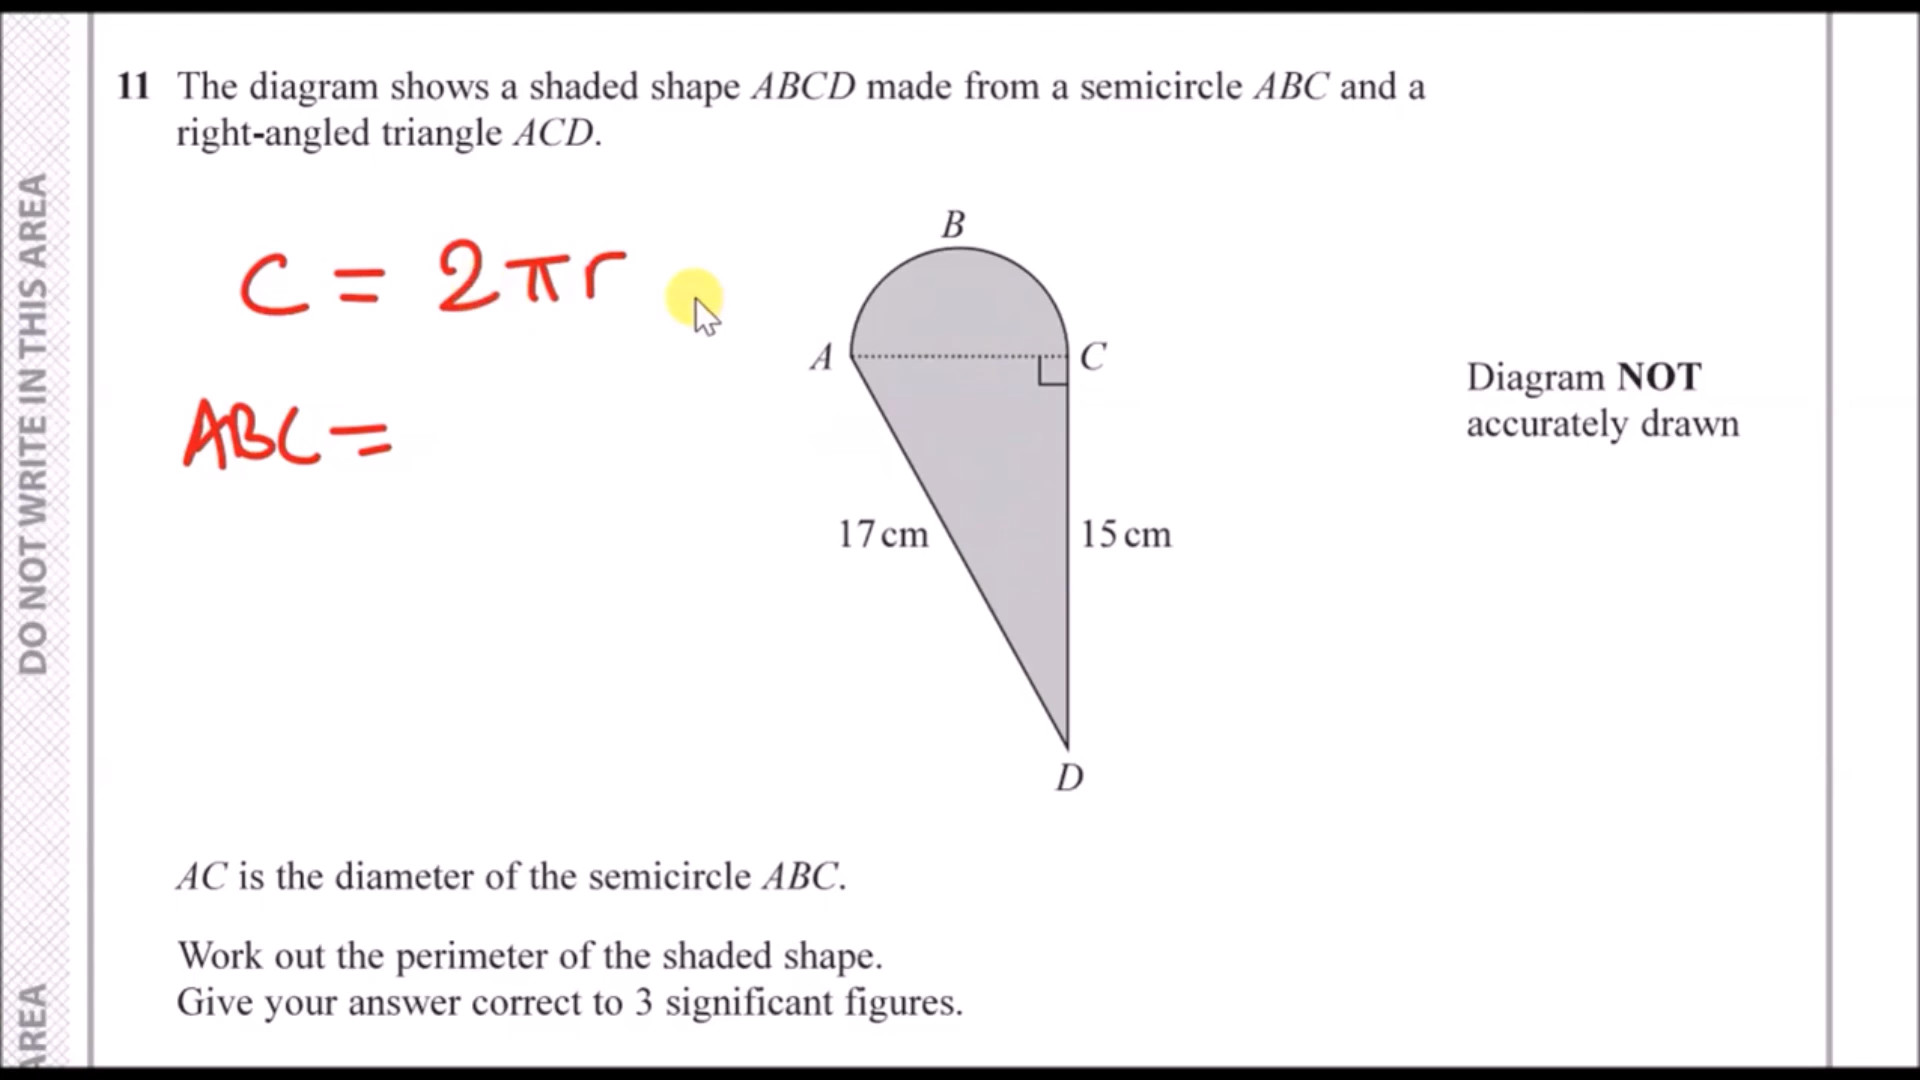 DO NOT WRITE IN THIS AREA
AREA
11 The diagram shows a shaded shape ABCD made from a semicircle ABC and a
right-angled triangle ACD.
C = 2πr
ABC =
B
A
C
17 cm
15 cm
D
Diagram NOT
accurately drawn
AC is the diameter of the semicircle ABC.
Work out the perimeter of the shaded shape.
Give your answer correct to 3 significant figures.